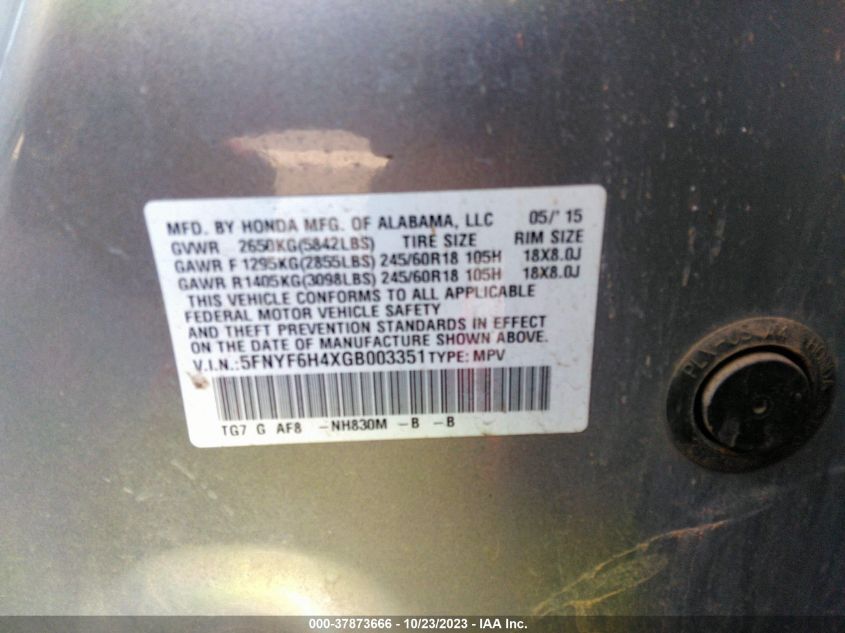 MFD. BY HONDA MFG. OF ALABAMA, LLC 05/' 15
GVWR 2650KG(5842LBS) TIRE SIZE RIM SIZE
GAWR F 1295KG(2855LBS) 245/60R18 105H 18X8.0J
GAWR R1405KG(3098LBS) 245/60R18 105H 18X8.0J
THIS VEHICLE CONFORMS TO ALL APPLICABLE
FEDERAL MOTOR VEHICLE SAFETY
AND THEFT PREVENTION STANDARDS IN EFFECT
ON THE DATE OF MANUFACTURE SHOWN ABOVE.
V.I.N.:5FNYF6H4XGB003351 TYPE: MPV
TG7 G AF8 -NH830M -B -B
000-37873666 - 10/23/2023 - IAA Inc.